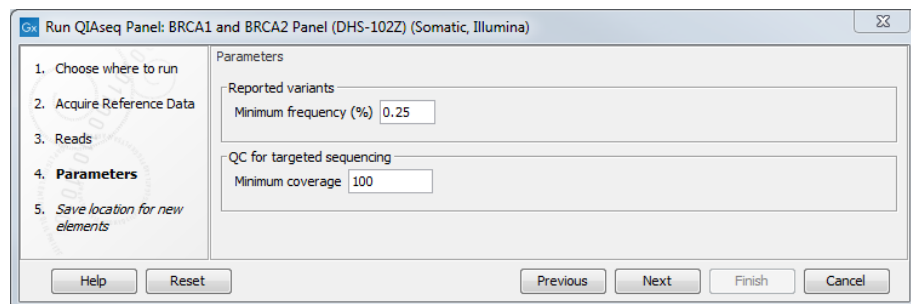 Gx Run QIAseq Panel: BRCA1 and BRCA2 Panel (DHS-102Z) (Somatic, Illumina)
1. Choose where to run
2. Acquire Reference Data
3. Reads
4. Parameters
5. Save location for new
elements
Parameters
Reported variants
Minimum frequency (%) 0.25
QC for targeted sequencing
Minimum coverage 100
Help Reset Previous Next Finish Cancel